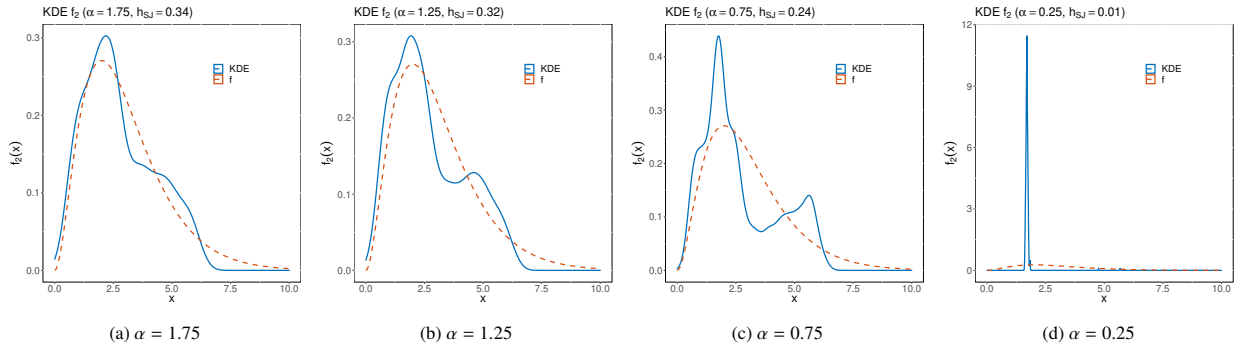 KDE f₂ (α = 1.75, h_SJ = 0.34)
0.3
0.2
0.1
0.0
f₂(x)
KDE
f
0.0 2.5 5.0 7.5 10.0
x
(a) α = 1.75
KDE f₂ (α = 1.25, h_SJ = 0.32)
0.3
0.2
0.1
0.0
f₂(x)
KDE
f
0.0 2.5 5.0 7.5 10.0
x
(b) α = 1.25
KDE f₂ (α = 0.75, h_SJ = 0.24)
0.4
0.3
0.2
0.1
0.0
f₂(x)
KDE
f
0.0 2.5 5.0 7.5 10.0
x
(c) α = 0.75
KDE f₂ (α = 0.25, h_SJ = 0.01)
12
9
6
3
0
f₂(x)
KDE
f
0.0 2.5 5.0 7.5 10.0
x
(d) α = 0.25